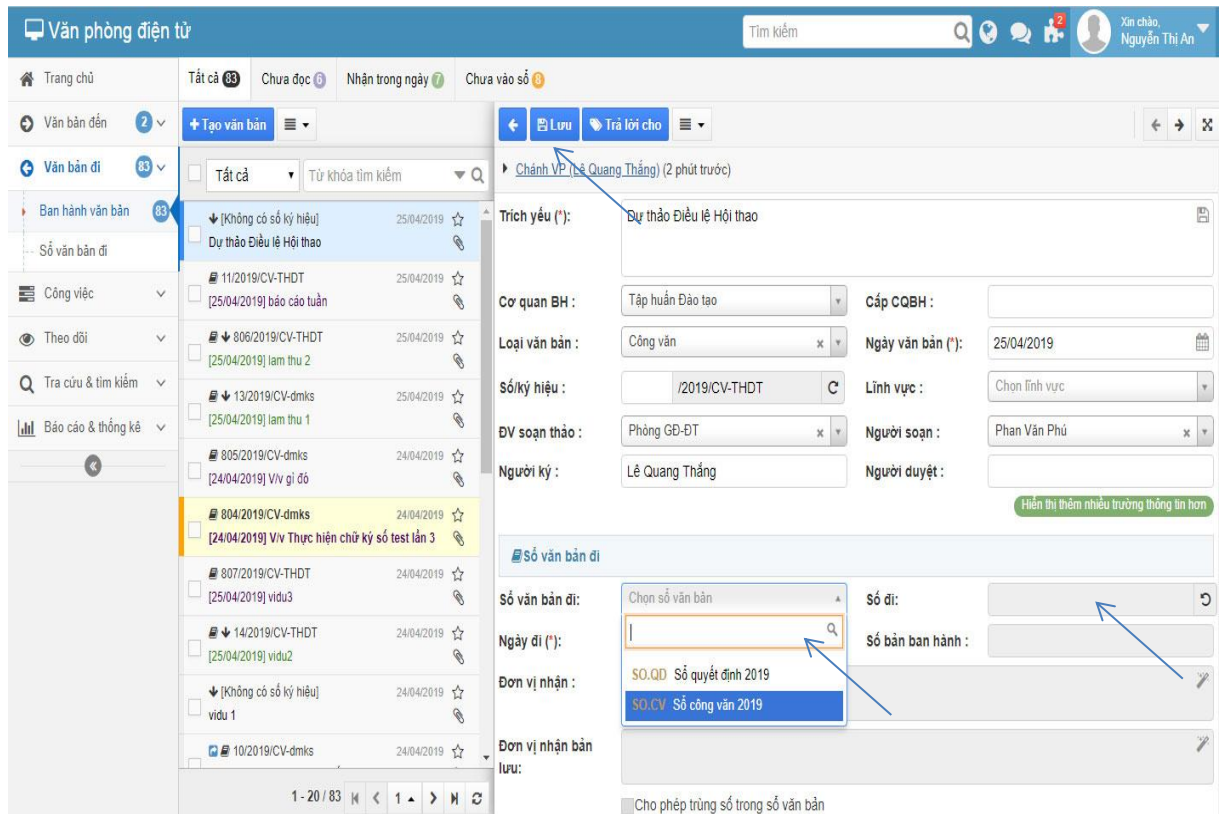 Văn phòng điện tử
Tìm kiếm
2
Xin chào,
Nguyễn Thị An
Trang chủ
Văn bản đến 2
Văn bản đi 83
Ban hành văn bản 83
Sổ văn bản đi
Công việc
Theo dõi
Tra cứu & tìm kiếm
Báo cáo & thống kê
Tất cả 83 Chưa đọc 6 Nhận trong ngày 7 Chưa vào sổ 8
+Tạo văn bản
Tất cả Từ khóa tìm kiếm
[Không có số ký hiệu] 25/04/2019
Dự thảo Điều lệ Hội thao
11/2019/CV-THDT 25/04/2019
[25/04/2019] báo cáo tuần
806/2019/CV-THDT 25/04/2019
[25/04/2019] lam thu 2
13/2019/CV-dmks 25/04/2019
[25/04/2019] lam thu 1
805/2019/CV-dmks 24/04/2019
[24/04/2019] V/v gì đó
804/2019/CV-dmks 24/04/2019
[24/04/2019] V/v Thực hiện chữ ký số test lần 3
807/2019/CV-THDT 24/04/2019
[25/04/2019] vidu3
14/2019/CV-THDT 24/04/2019
[25/04/2019] vidu2
[Không có số ký hiệu] 24/04/2019
vidu 1
10/2019/CV-dmks 24/04/2019
1 - 20 / 83 1
Lưu Trả lời cho
Chánh VP (Lê Quang Thắng) (2 phút trước)
Trích yếu (*): Dự thảo Điều lệ Hội thao
Cơ quan BH : Tập huấn Đào tạo Cấp CQBH :
Loại văn bản : Công văn x Ngày văn bản (*): 25/04/2019
Số/ký hiệu : /2019/CV-THDT Lĩnh vực : Chọn lĩnh vực
ĐV soạn thảo : Phòng GĐ-ĐT x Người soạn : Phan Văn Phú x
Người ký : Lê Quang Thắng Người duyệt :
Hiển thị thêm nhiều trường thông tin hơn
Sổ văn bản đi
Sổ văn bản đi: Chọn sổ văn bản Số đi:
Ngày đi (*): Số bản ban hành :
SO.QD Sổ quyết định 2019
Đơn vị nhận :
SO.CV Sổ công văn 2019
Đơn vị nhận bản
lưu:
Cho phép trùng số trong sổ văn bản